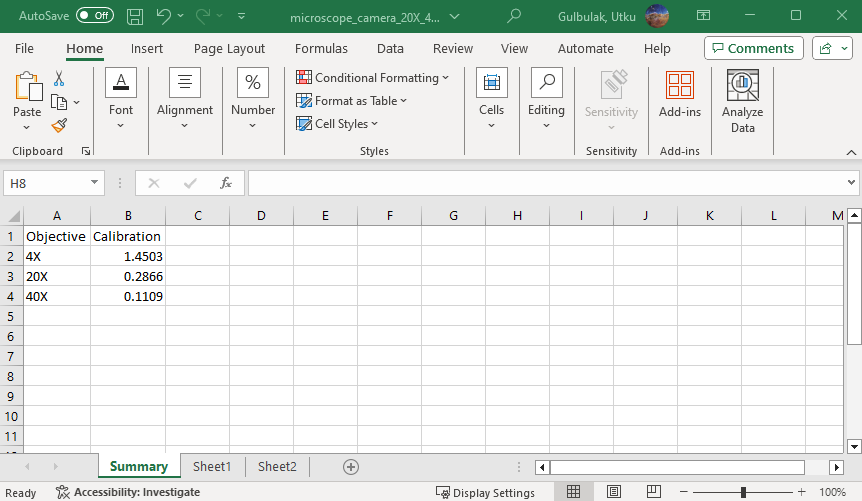 AutoSave Off microscope_camera_20X_4... Gulbulak, Utku
File Home Insert Page Layout Formulas Data Review View Automate Help Comments
Paste
Clipboard
Font
Alignment
%
Number
Conditional Formatting
Format as Table
Cell Styles
Styles
Cells
Editing
Sensitivity
Sensitivity
Add-ins
Add-ins
Analyze
Data
H8 fx
A B C D E F G H I J K L M
1 Objective Calibration
2 4X 1.4503
3 20X 0.2866
4 40X 0.1109
5
6
7
8
9
10
11
Summary Sheet1 Sheet2
Ready Accessibility: Investigate Display Settings 100%